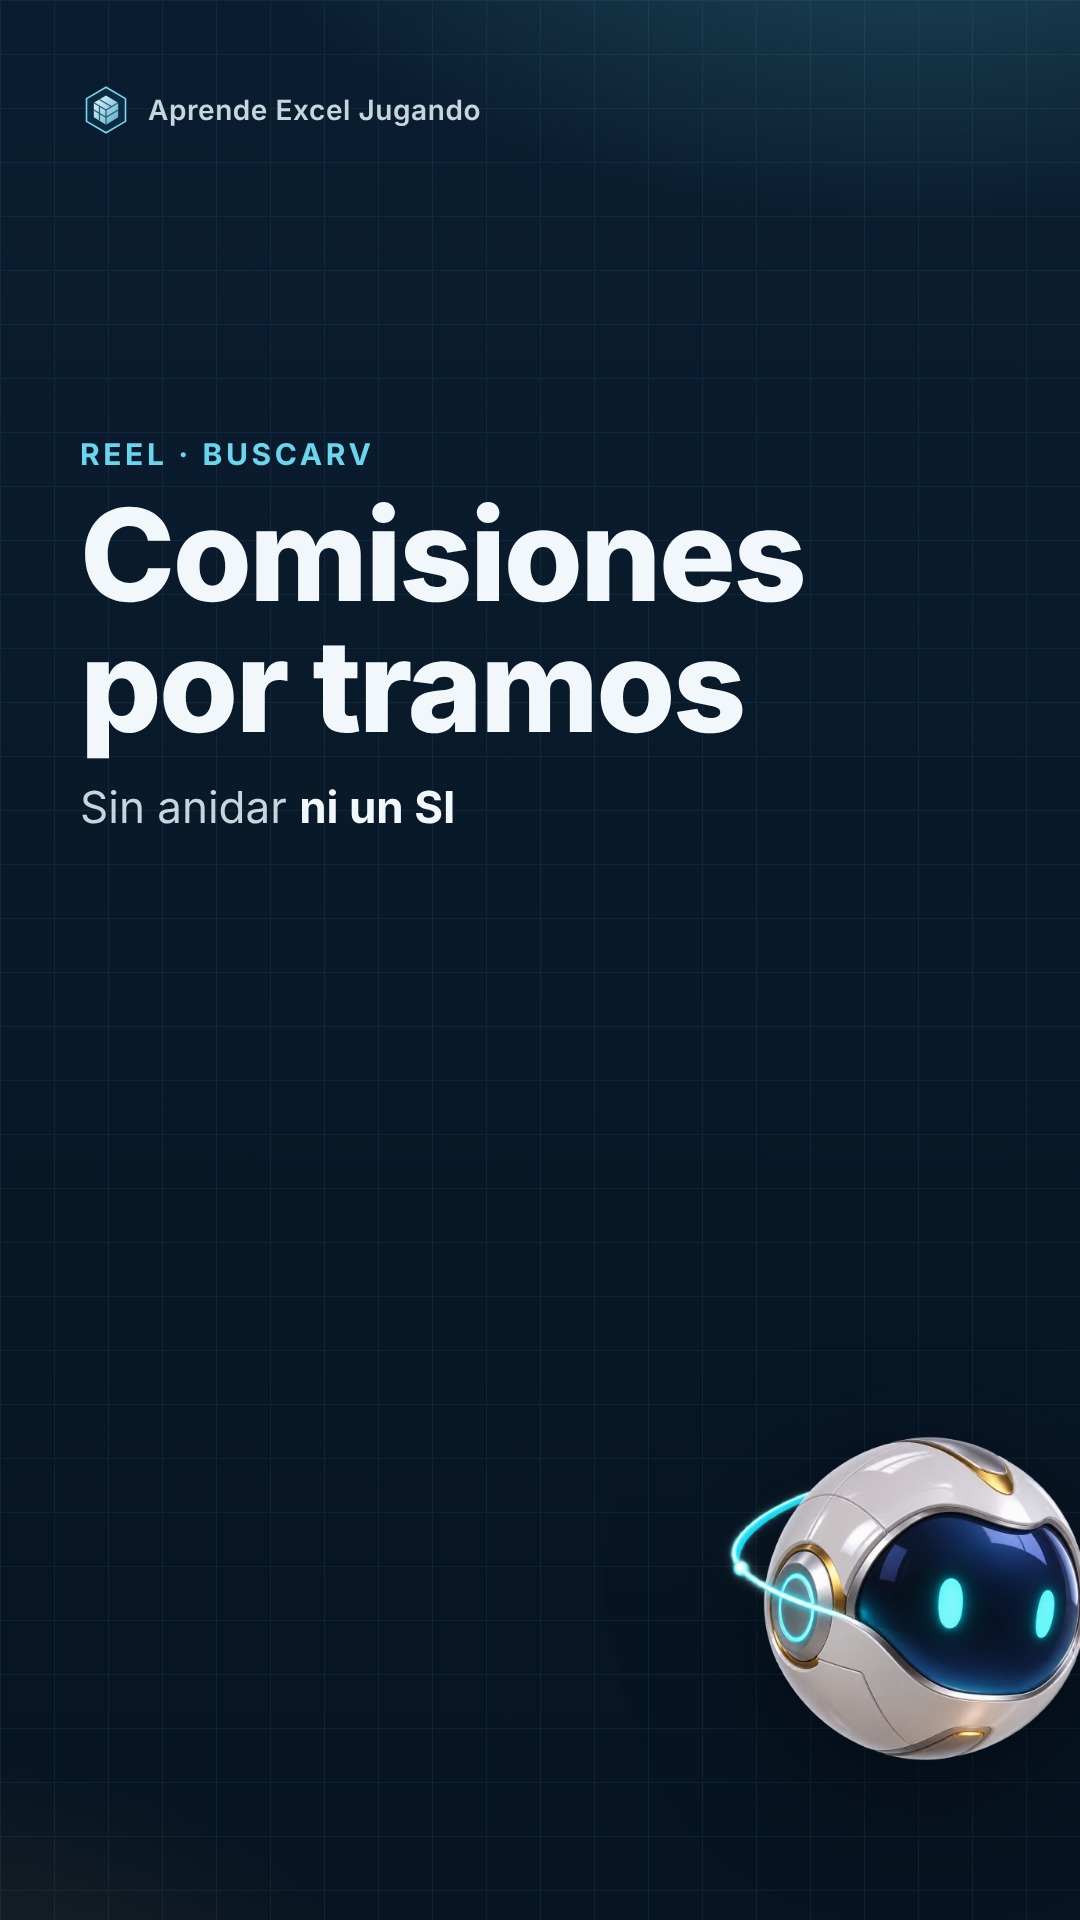 Aprende Excel Jugando
REEL · BUSCARV
Comisiones
por tramos
Sin anidar ni un SI